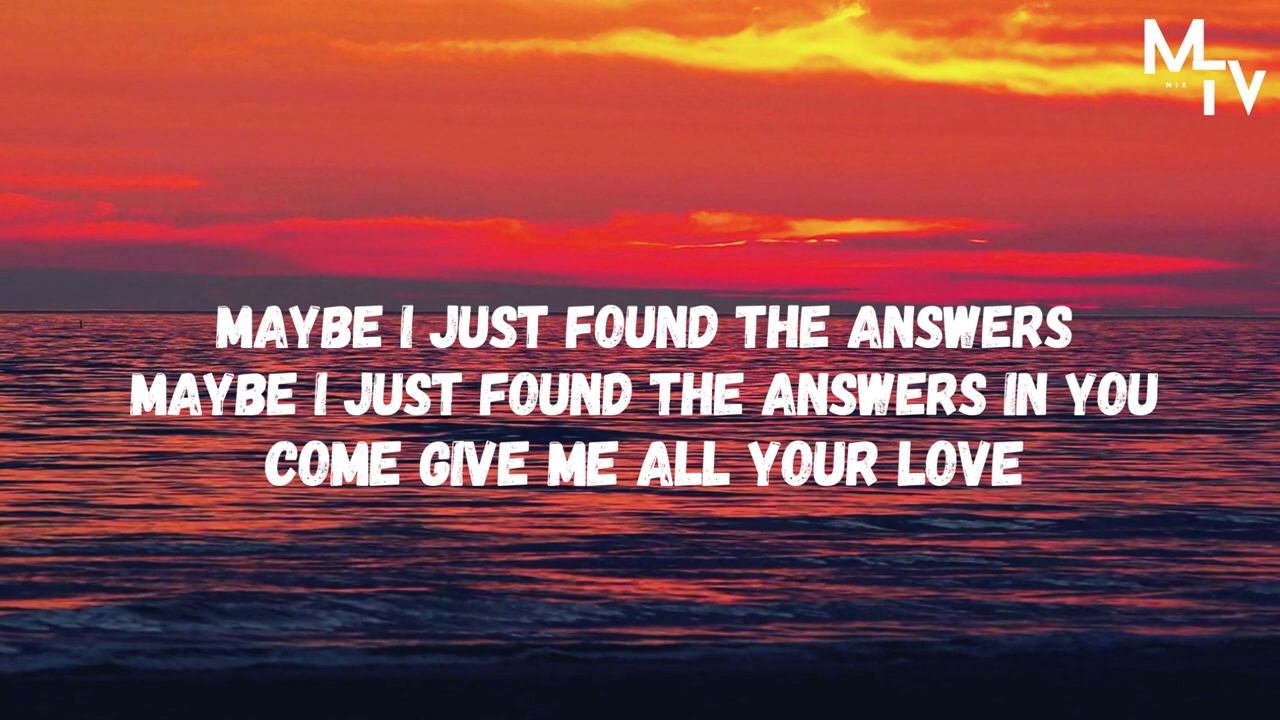 MLTV
MIX
MAYBE I JUST FOUND THE ANSWERS
MAYBE I JUST FOUND THE ANSWERS IN YOU
COME GIVE ME ALL YOUR LOVE